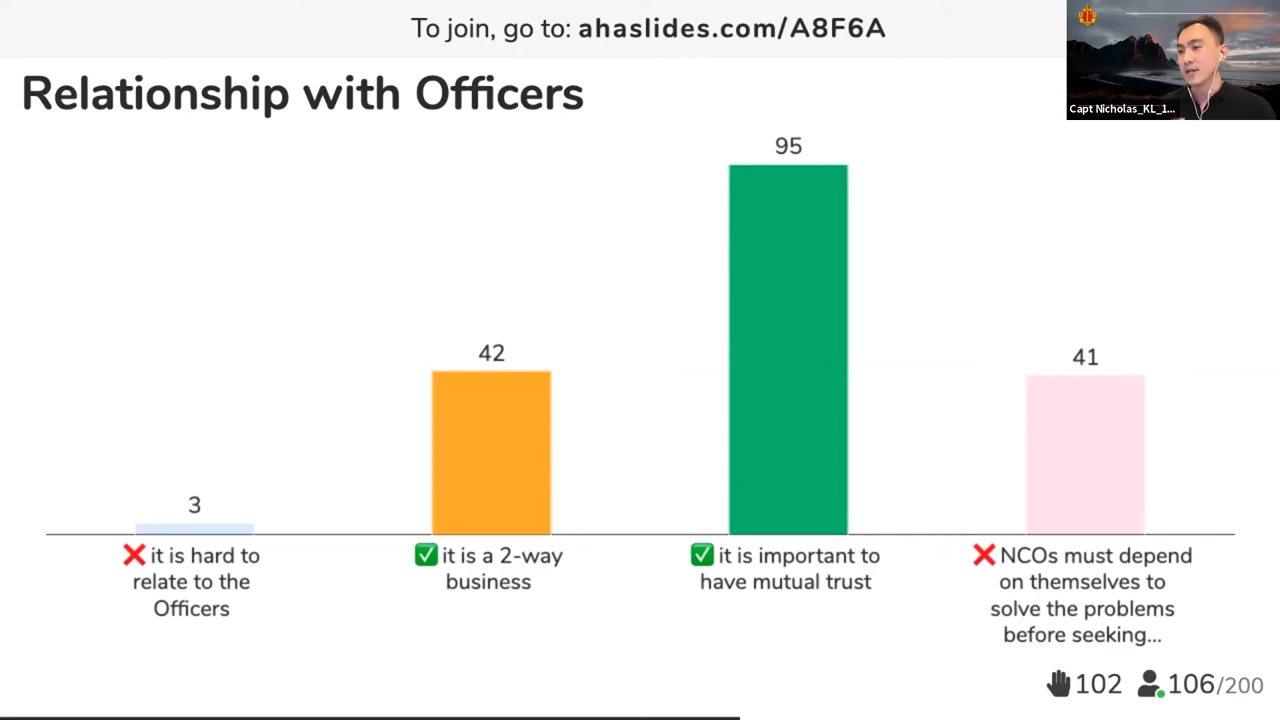 To join, go to: ahaslides.com/A8F6A
Relationship with Officers
Capt Nicholas_KL_1...
95
42
41
3
it is hard to
relate to the
Officers
it is a 2-way
business
it is important to
have mutual trust
NCOs must depend
on themselves to
solve the problems
before seeking...
102 106/200